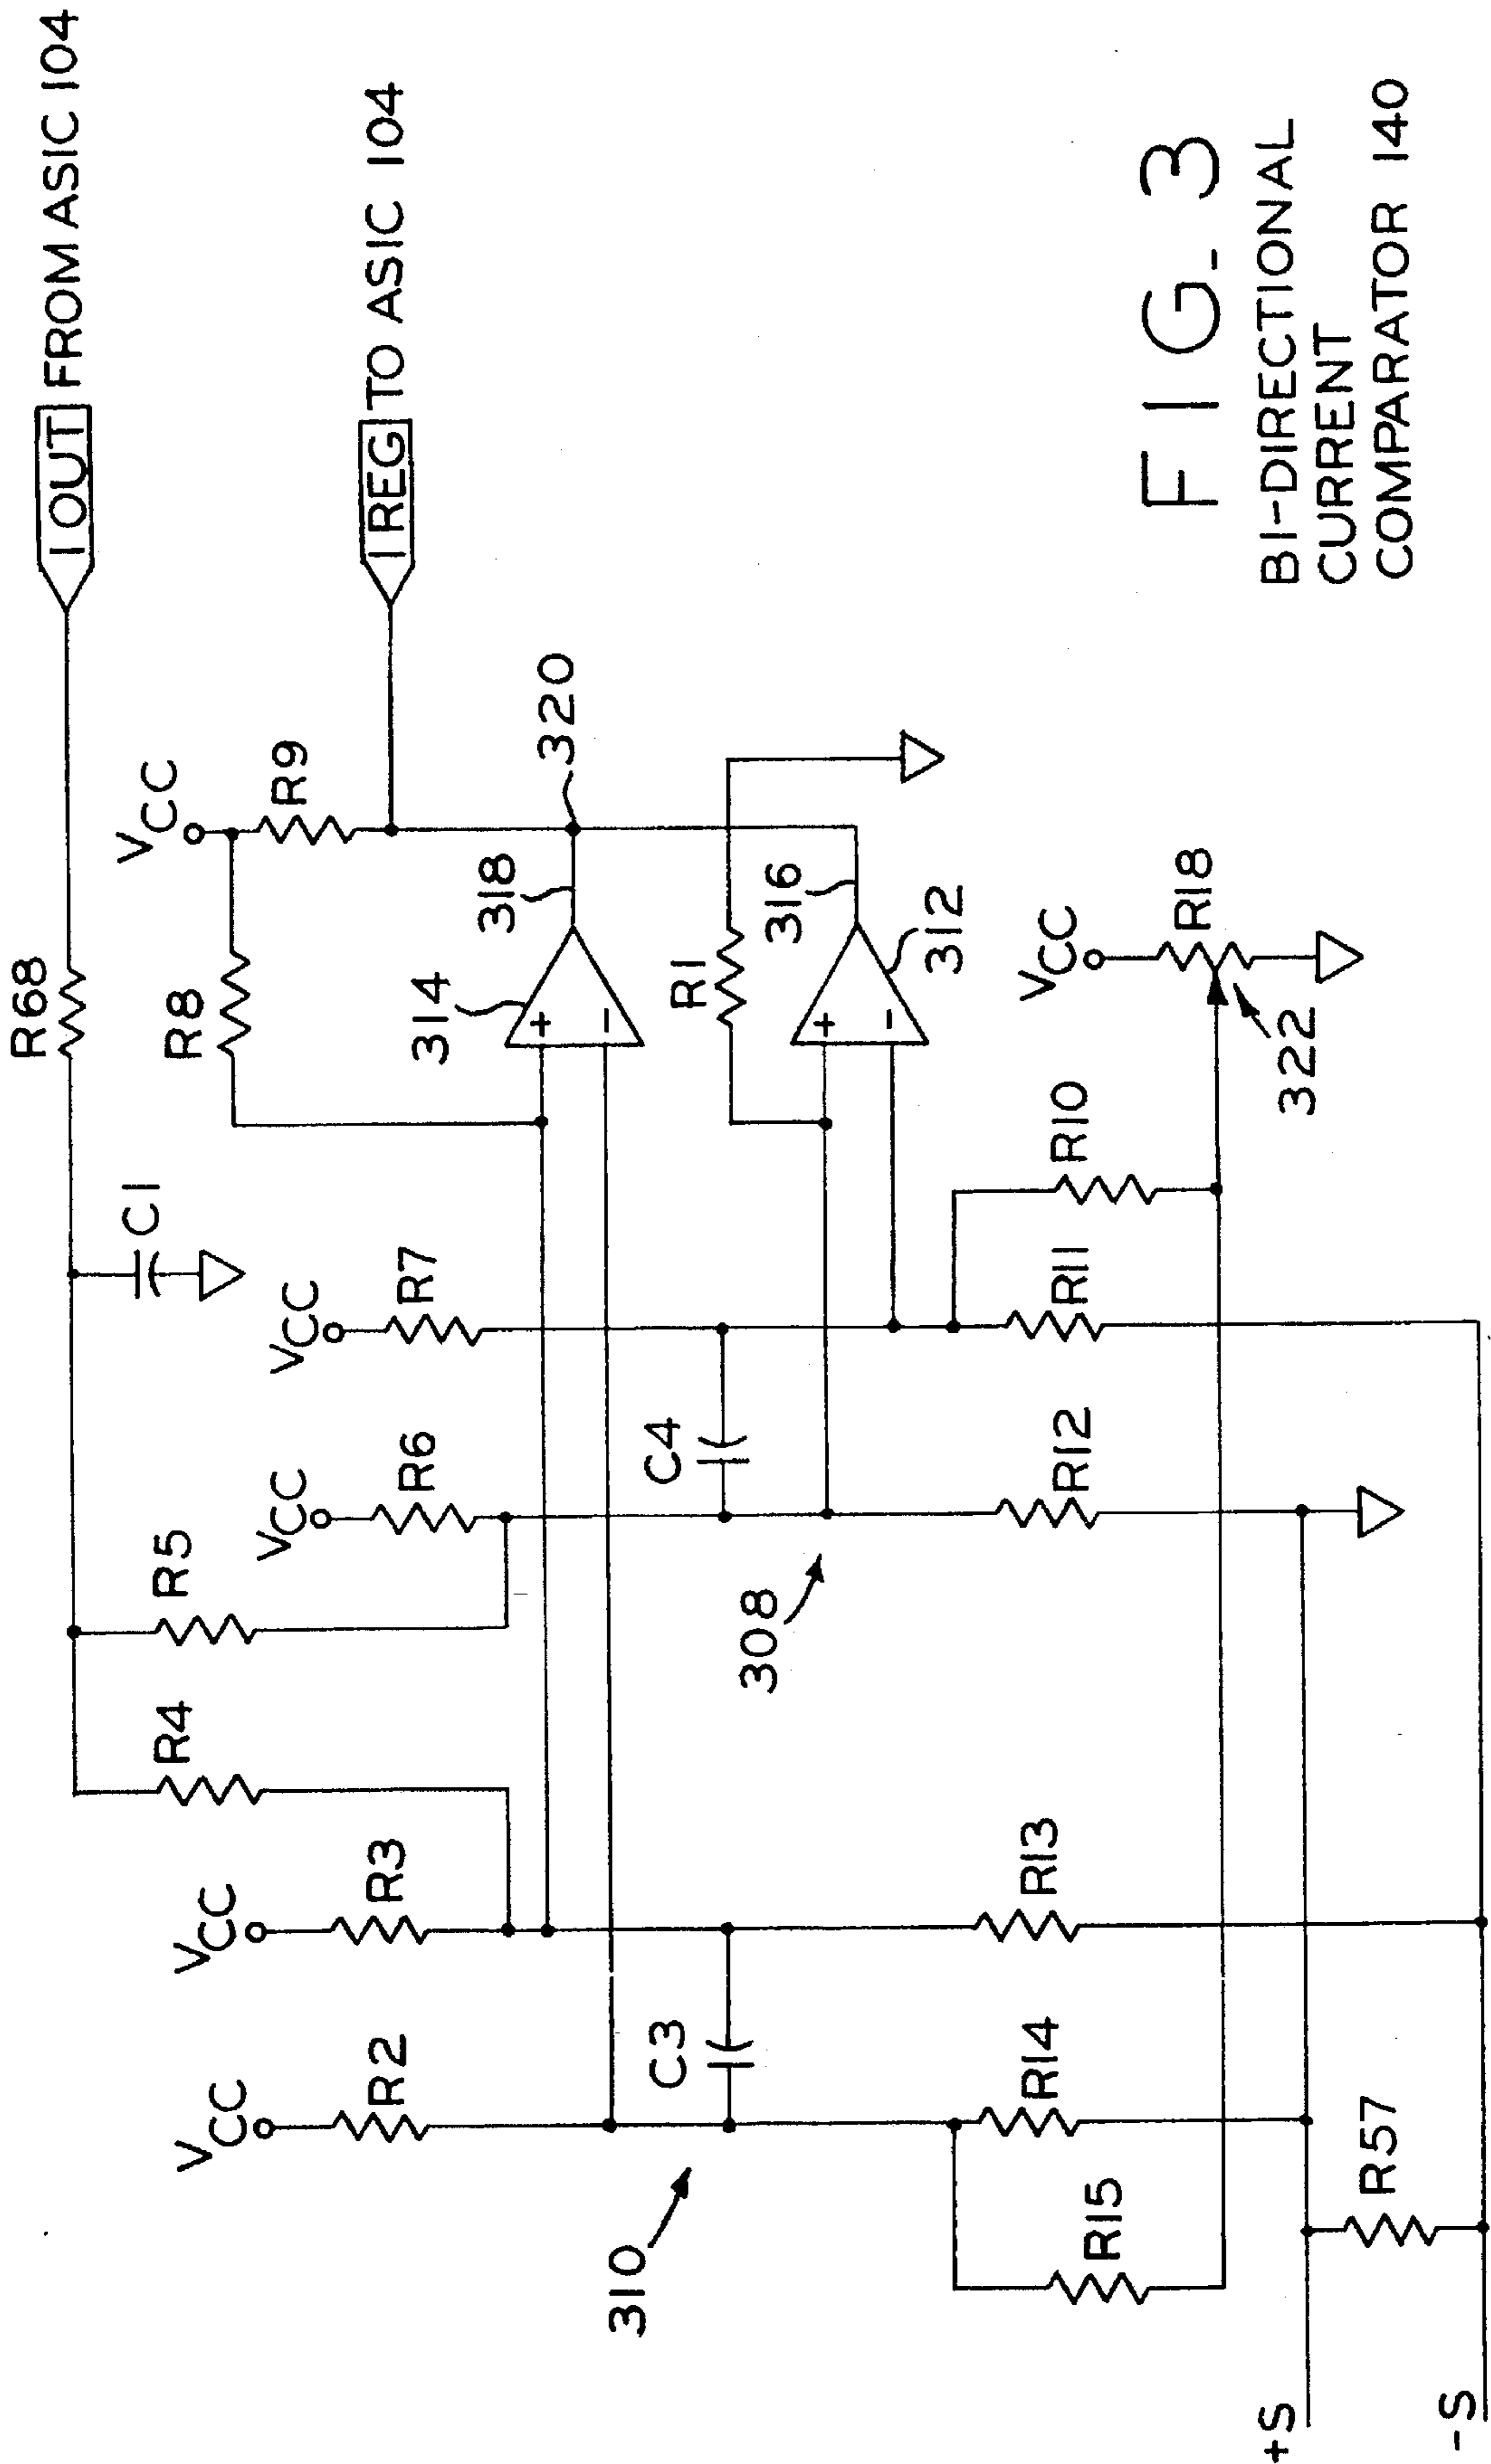 I OUT FROM ASIC 104
R68
C1
VCC
R9
R8
I REG TO ASIC 104
R5
R4
VCC
R7
VCC
R6
VCC
R3
VCC
R2
314
318
320
+
-
R1
316
C4
C3
308
310
+
-
312
VCC
R18
322
R10
R11
R12
R13
R14
R15
R57
+S
-S
FIG. 3
BI-DIRECTIONAL
CURRENT
COMPARATOR 140